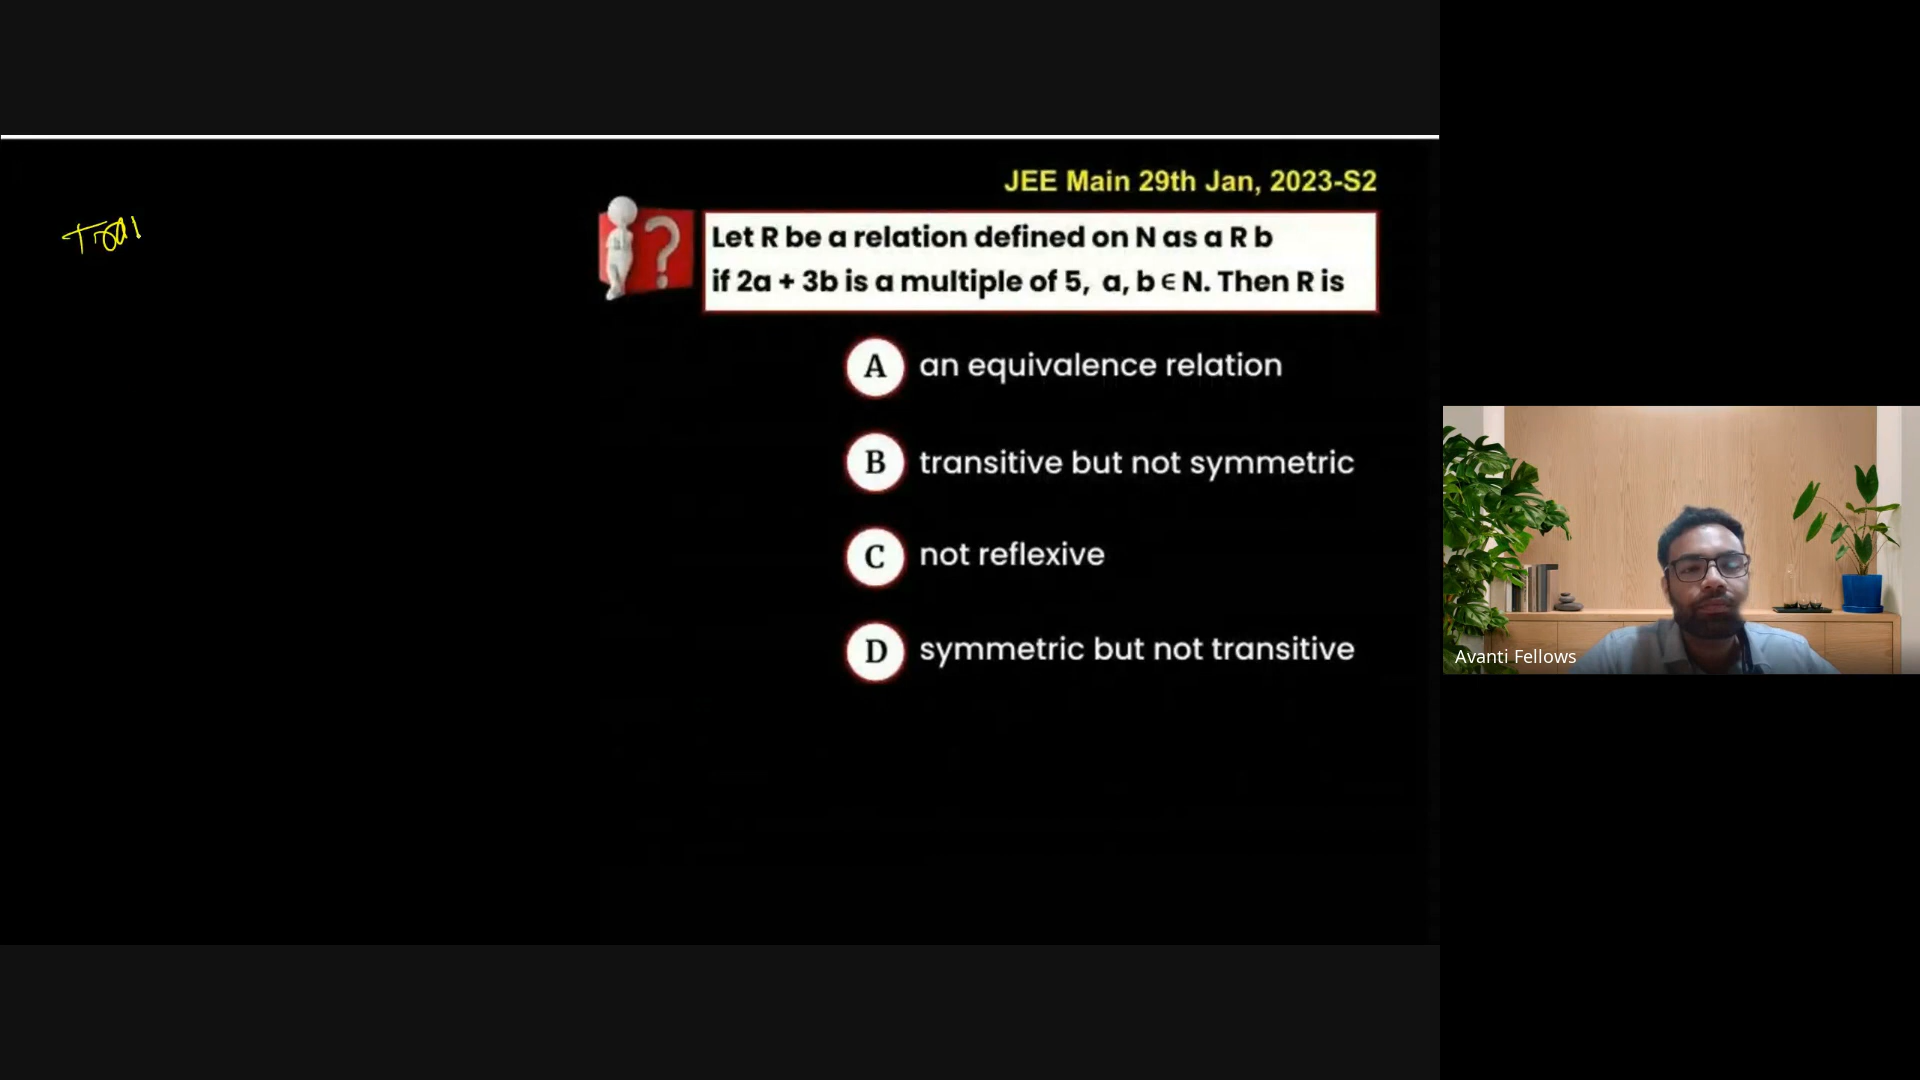 JEE Main 29th Jan, 2023-S2
Let R be a relation defined on N as a R b
if 2a + 3b is a multiple of 5, a, b ∈ N. Then R is
A an equivalence relation
B transitive but not symmetric
C not reflexive
D symmetric but not transitive
Avanti Fellows